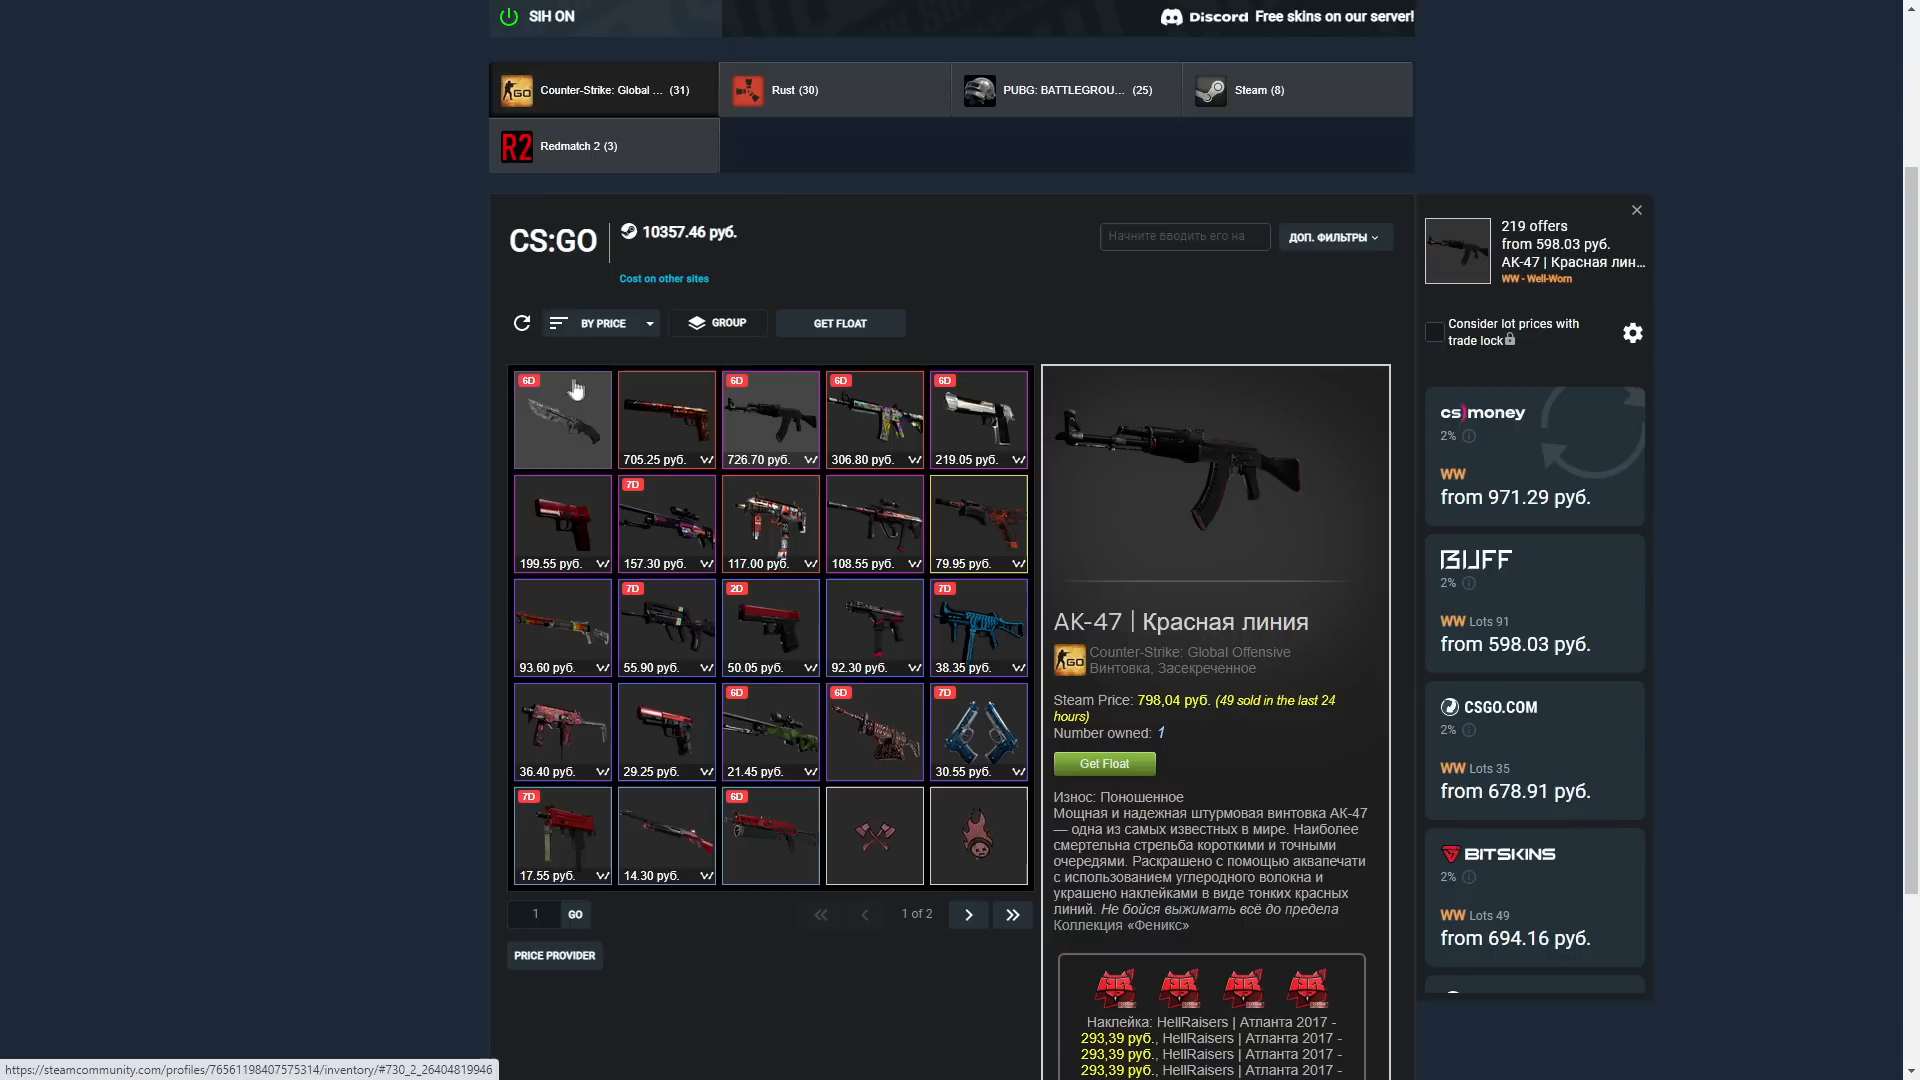 SIH ON
Discord Free skins on our server!
Counter-Strike: Global ... (31)
Rust (30)
PUBG: BATTLEGROU... (25)
Steam (8)
R2 Redmatch 2 (3)
CS:GO
10357.46 руб.
Cost on other sites
Начните вводить его на
ДОП. ФИЛЬТРЫ
BY PRICE
GROUP
GET FLOAT
6D
705.25 руб.
6D
726.70 руб.
6D
306.80 руб.
6D
219.05 руб.
199.55 руб.
7D
157.30 руб.
117.00 руб.
108.55 руб.
79.95 руб.
93.60 руб.
7D
55.90 руб.
2D
50.05 руб.
92.30 руб.
7D
38.35 руб.
36.40 руб.
29.25 руб.
6D
21.45 руб.
6D
7D
30.55 руб.
7D
17.55 руб.
14.30 руб.
6D
1
GO
1 of 2
PRICE PROVIDER
AK-47 | Красная линия
Counter-Strike: Global Offensive
Винтовка, Засекреченное
Steam Price: 798,04 руб. (49 sold in the last 24
hours)
Number owned: 1
Get Float
Износ: Поношенное
Мощная и надежная штурмовая винтовка АК-47
— одна из самых известных в мире. Наиболее
смертельна стрельба короткими и точными
очередями. Раскрашено с помощью аквапечати
с использованием углеродного волокна и
украшено наклейками в виде тонких красных
линий. Не бойся выжимать всё до предела
Коллекция «Феникс»
Наклейка: HellRaisers | Атланта 2017 -
293,39 руб., HellRaisers | Атланта 2017 -
293,39 руб., HellRaisers | Атланта 2017 -
293,39 руб., HellRaisers | Атланта 2017 -
219 offers
from 598.03 руб.
AK-47 | Красная лин...
WW - Well-Worn
Consider lot prices with
trade lock
cs money
2%
WW
from 971.29 руб.
BUFF
2%
WW Lots 91
from 598.03 руб.
CSGO.COM
2%
WW Lots 35
from 678.91 руб.
BITSKINS
2%
WW Lots 49
from 694.16 руб.
https://steamcommunity.com/profiles/76561198407575314/inventory/#730_2_26404819946